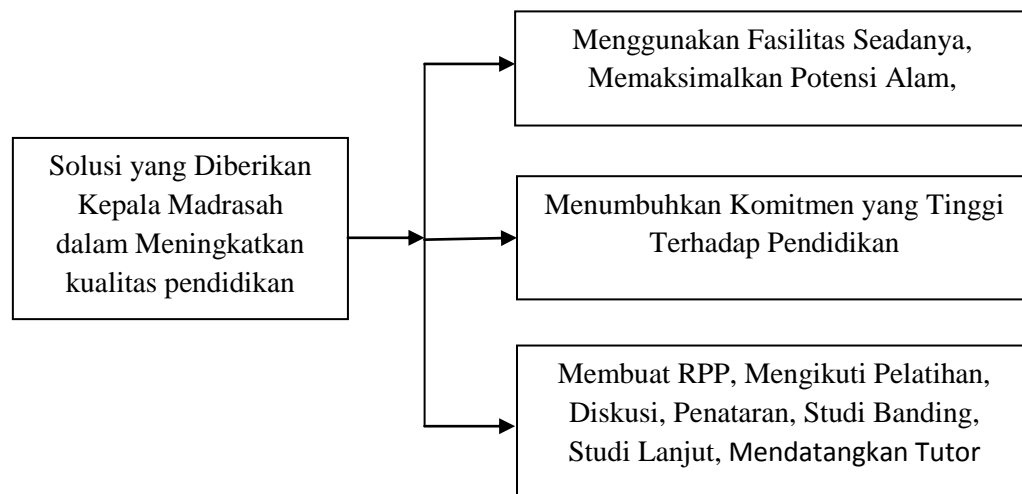 Menggunakan Fasilitas Seadanya,
Memaksimalkan Potensi Alam,
Solusi yang Diberikan
Kepala Madrasah
dalam Meningkatkan
kualitas pendidikan
Menumbuhkan Komitmen yang Tinggi
Terhadap Pendidikan
Membuat RPP, Mengikuti Pelatihan,
Diskusi, Penataran, Studi Banding,
Studi Lanjut, Mendatangkan Tutor